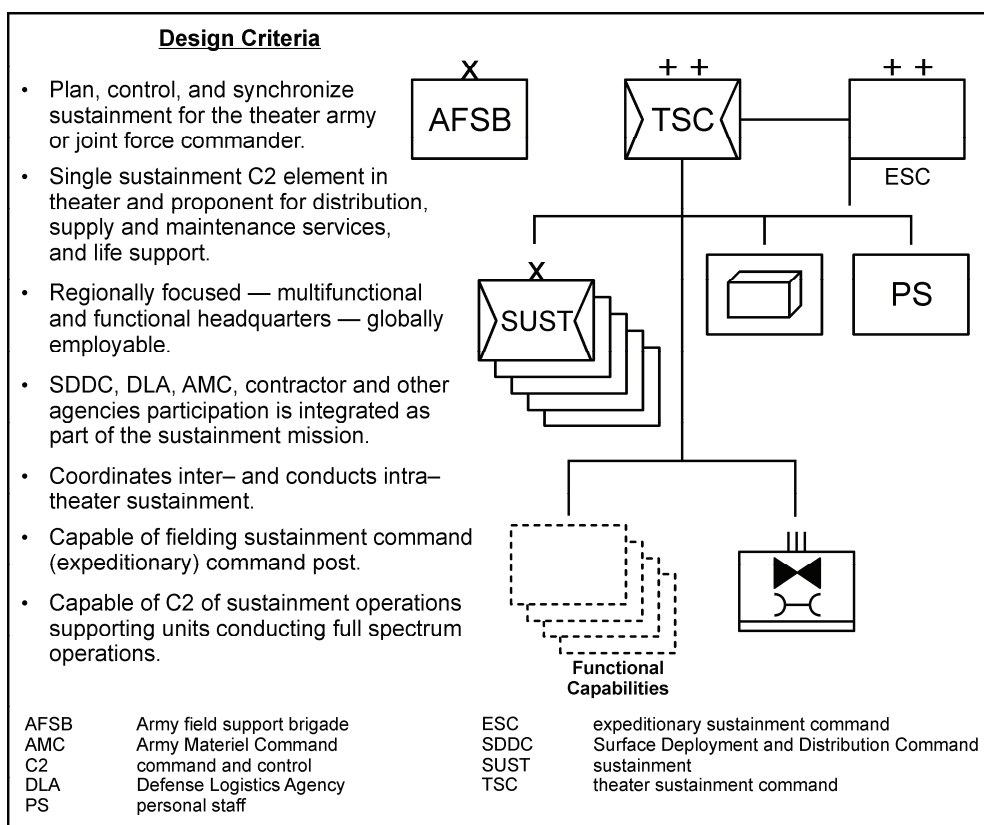 Design Criteria
• Plan, control, and synchronize
sustainment for the theater army
or joint force commander.
• Single sustainment C2 element in
theater and proponent for distribution,
supply and maintenance services,
and life support.
• Regionally focused — multifunctional
and functional headquarters — globally
employable.
• SDDC, DLA, AMC, contractor and other
agencies participation is integrated as
part of the sustainment mission.
• Coordinates inter– and conducts intra–
theater sustainment.
• Capable of fielding sustainment command
(expeditionary) command post.
• Capable of C2 of sustainment operations
supporting units conducting full spectrum
operations.
X
AFSB
+ +
TSC
+ +
ESC
X
SUST
PS
Functional
Capabilities
AFSB Army field support brigade
AMC Army Materiel Command
C2 command and control
DLA Defense Logistics Agency
PS personal staff
ESC expeditionary sustainment command
SDDC Surface Deployment and Distribution Command
SUST sustainment
TSC theater sustainment command